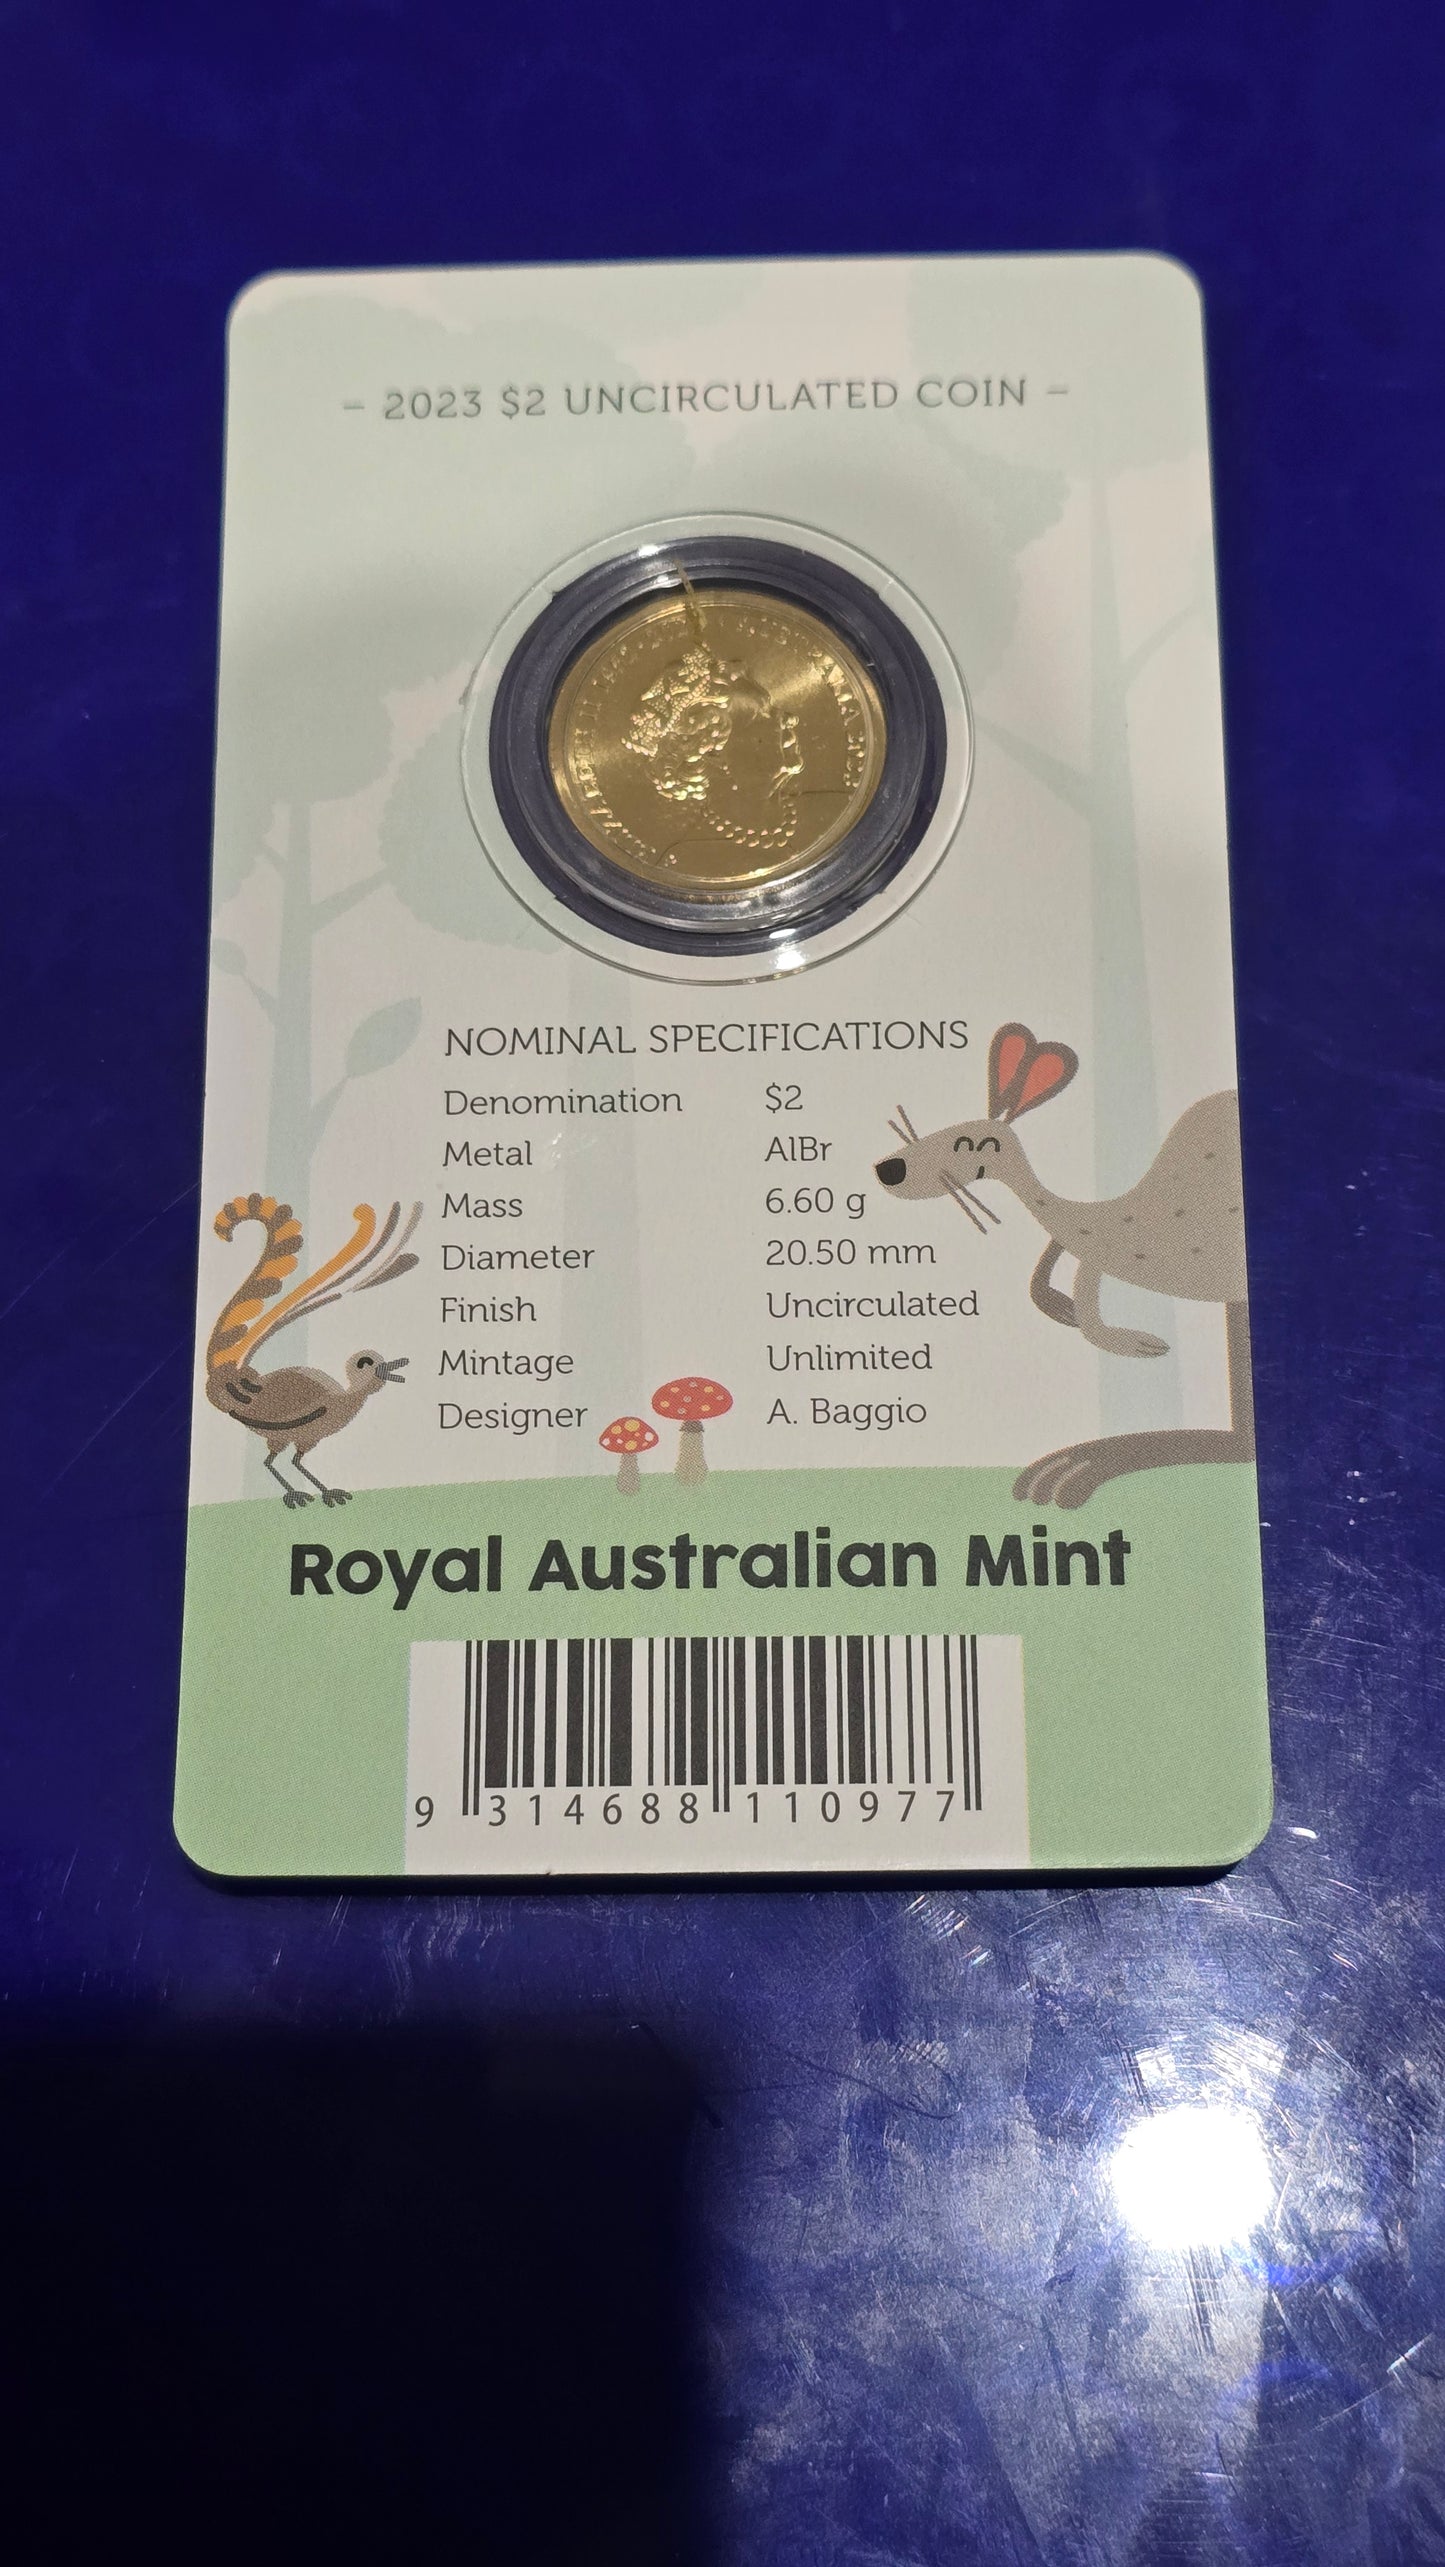 – 2023 $2 UNCIRCULATED COIN –
NOMINAL SPECIFICATIONS
Denomination $2
Metal AlBr
Mass 6.60 g
Diameter 20.50 mm
Finish Uncirculated
Mintage Unlimited
Designer A. Baggio
Royal Australian Mint
9 314688 110977